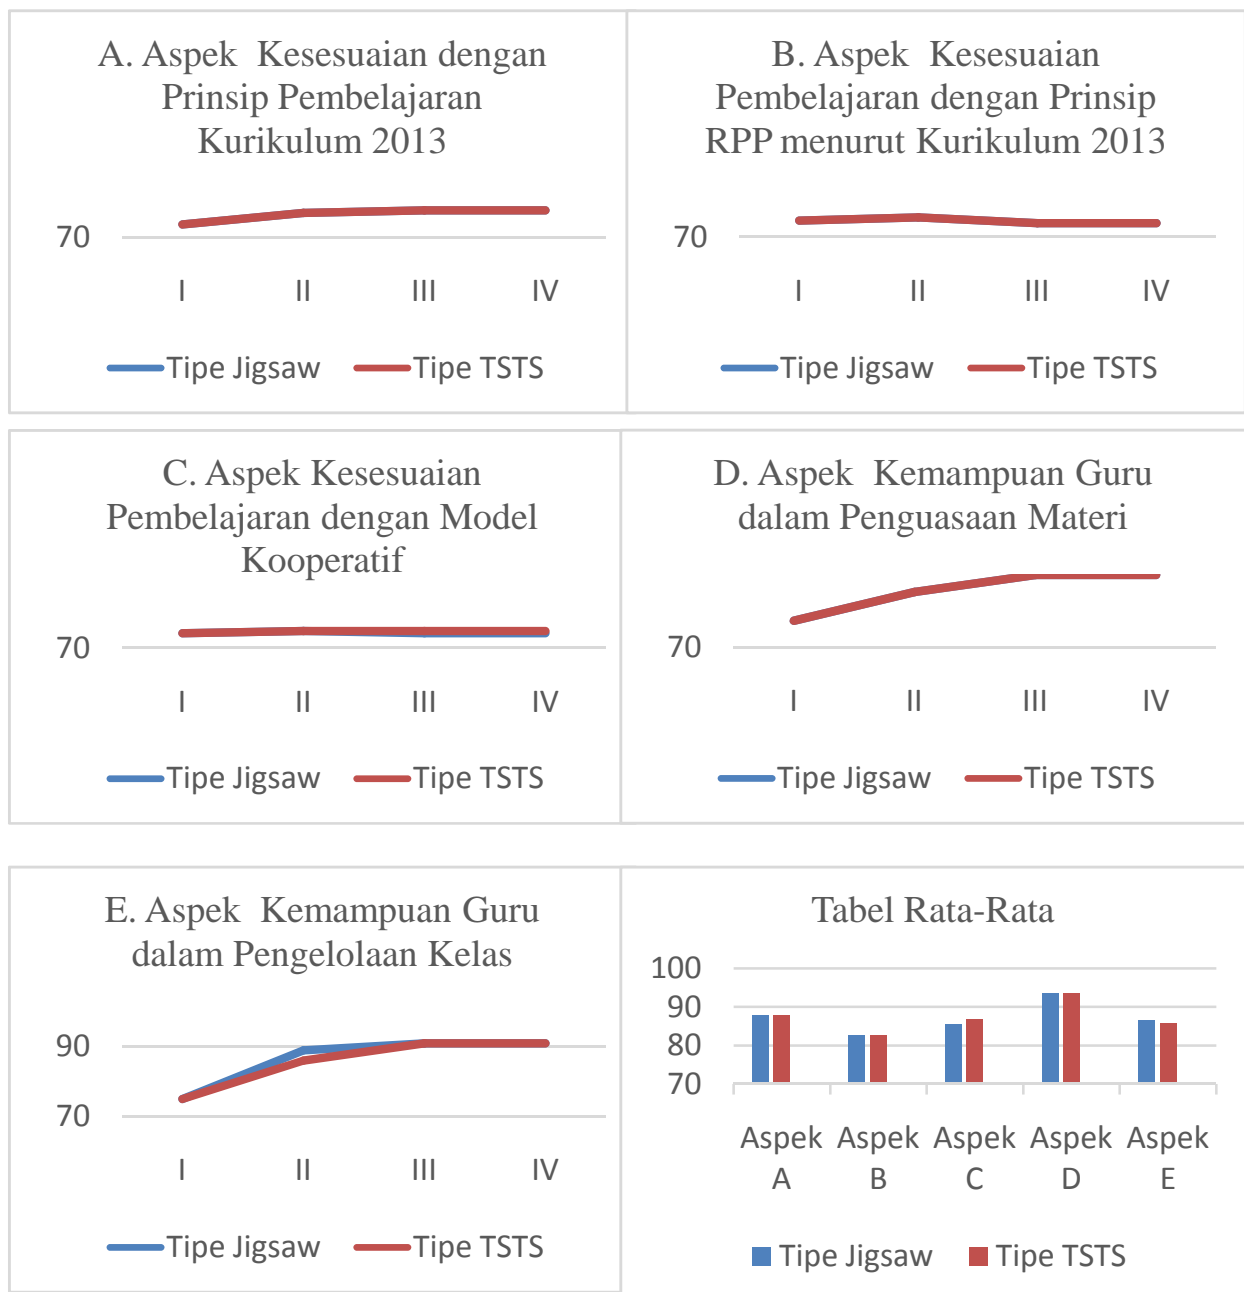 A. Aspek Kesesuaian dengan
Prinsip Pembelajaran
Kurikulum 2013
70
I II III IV
Tipe Jigsaw Tipe TSTS
B. Aspek Kesesuaian
Pembelajaran dengan Prinsip
RPP menurut Kurikulum 2013
70
I II III IV
Tipe Jigsaw Tipe TSTS
C. Aspek Kesesuaian
Pembelajaran dengan Model
Kooperatif
70
I II III IV
Tipe Jigsaw Tipe TSTS
D. Aspek Kemampuan Guru
dalam Penguasaan Materi
70
I II III IV
Tipe Jigsaw Tipe TSTS
E. Aspek Kemampuan Guru
dalam Pengelolaan Kelas
90
70
I II III IV
Tipe Jigsaw Tipe TSTS
Tabel Rata-Rata
100
90
80
70
Aspek Aspek Aspek Aspek Aspek
A B C D E
Tipe Jigsaw Tipe TSTS